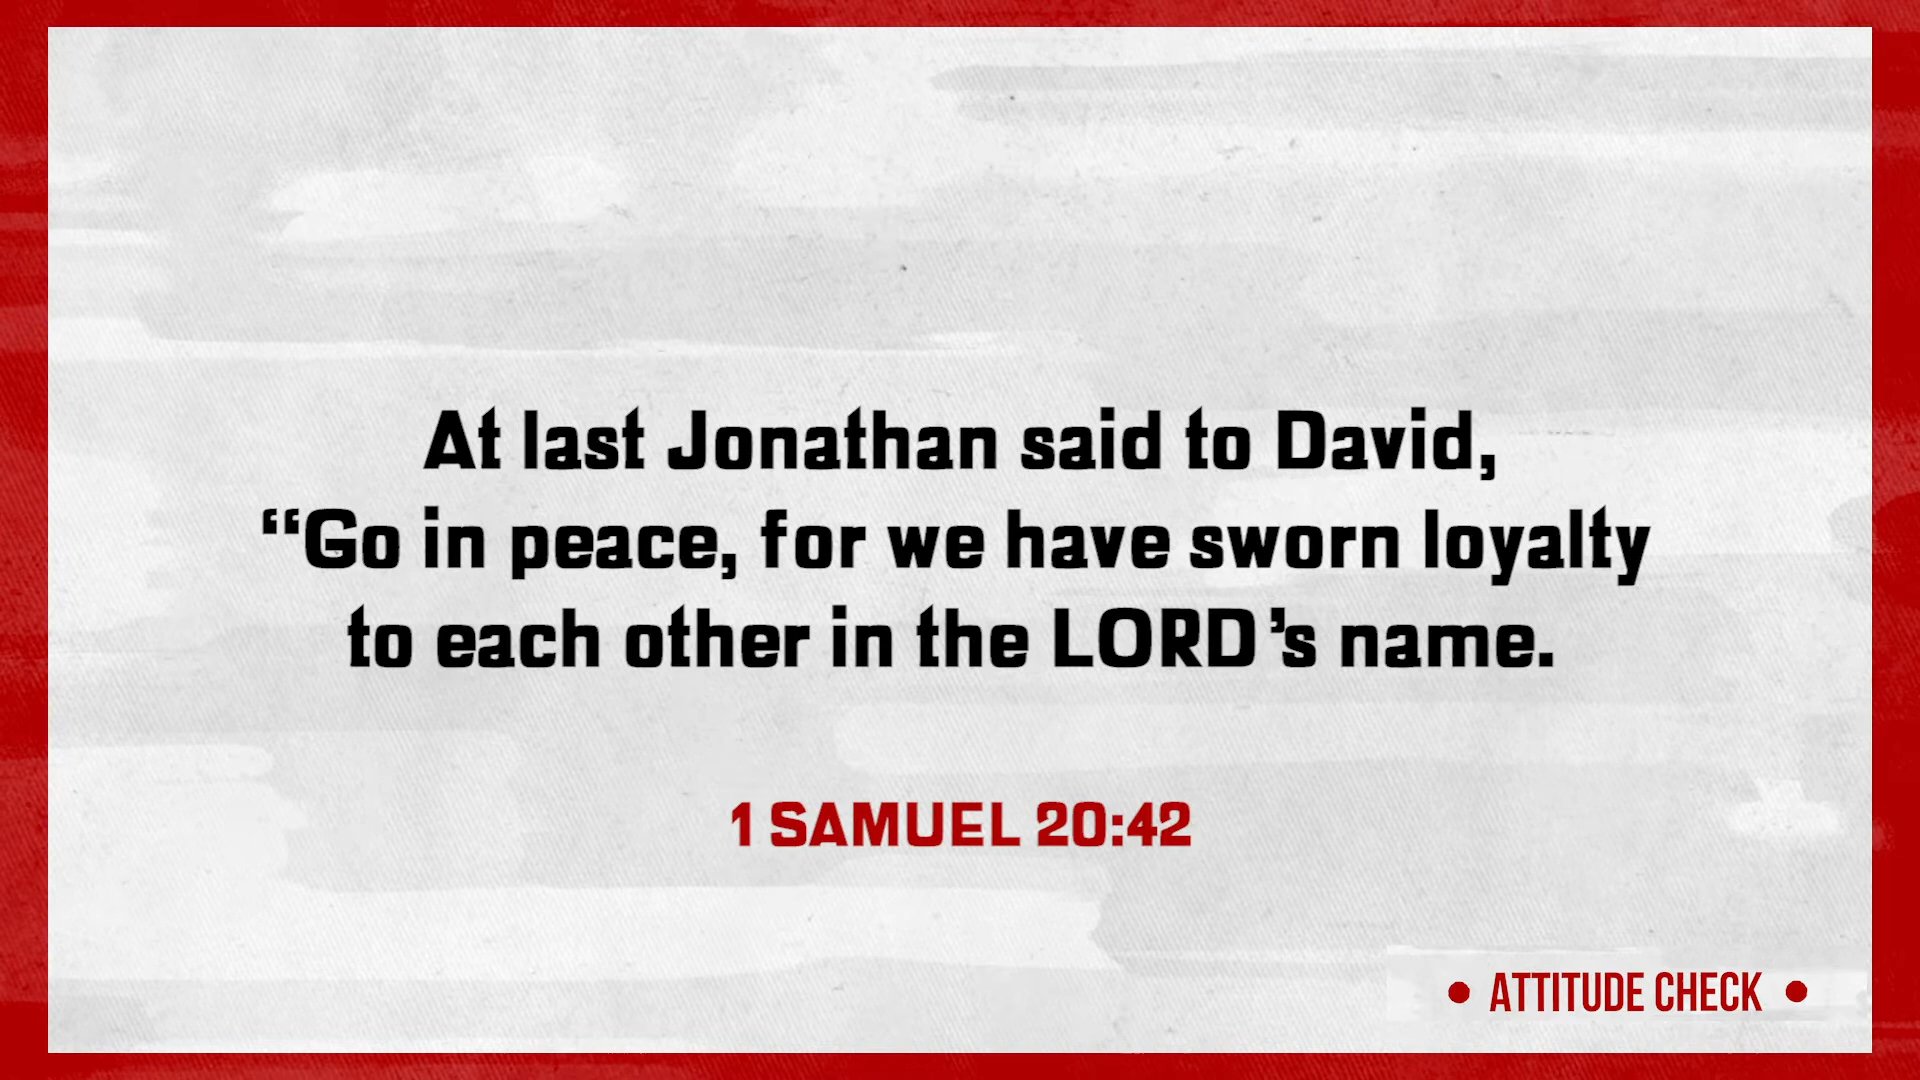 At last Jonathan said to David,
“Go in peace, for we have sworn loyalty
to each other in the LORD’s name.
1 SAMUEL 20:42
• ATTITUDE CHECK •